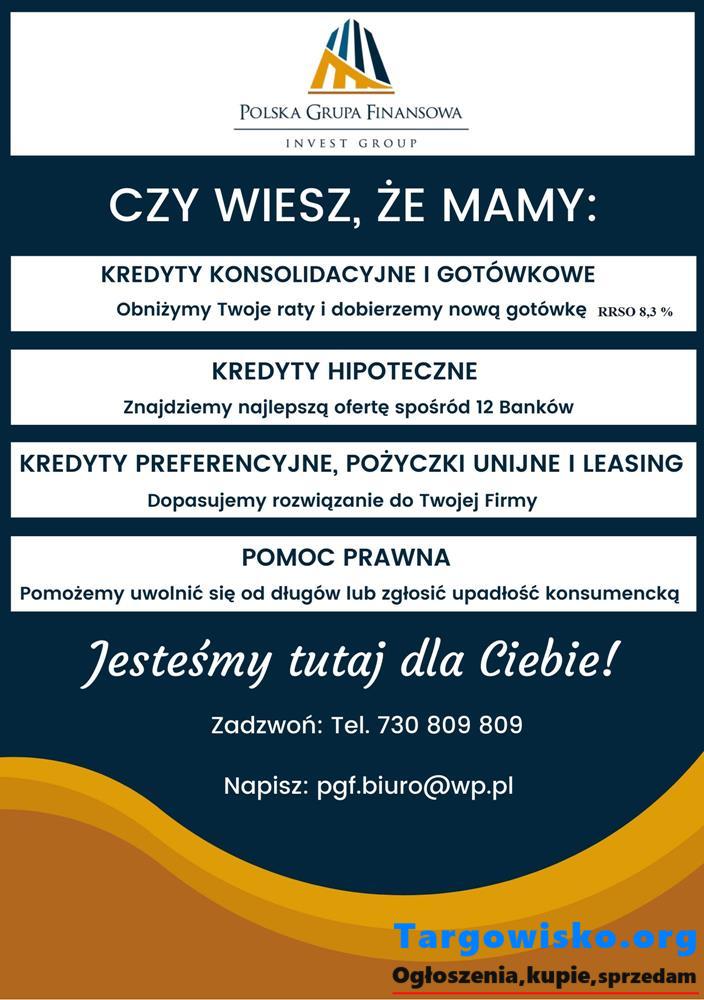 POLSKA GRUPA FINANSOWA
INVEST GROUP
CZY WIESZ, ŻE MAMY:
KREDYTY KONSOLIDACYJNE I GOTÓWKOWE
Obniżymy Twoje raty i dobierzemy nową gotówkę RRSO 8,3 %
KREDYTY HIPOTECZNE
Znajdziemy najlepszą ofertę spośród 12 Banków
KREDYTY PREFERENCYJNE, POŻYCZKI UNIJNE I LEASING
Dopasujemy rozwiązanie do Twojej Firmy
POMOC PRAWNA
Pomożemy uwolnić się od długów lub zgłosić upadłość konsumencką
Jesteśmy tutaj dla Ciebie!
Zadzwoń: Tel. 730 809 809
Napisz: pgf.biuro@wp.pl
Targowisko.org
Ogłoszenia,kupie,sprzedam